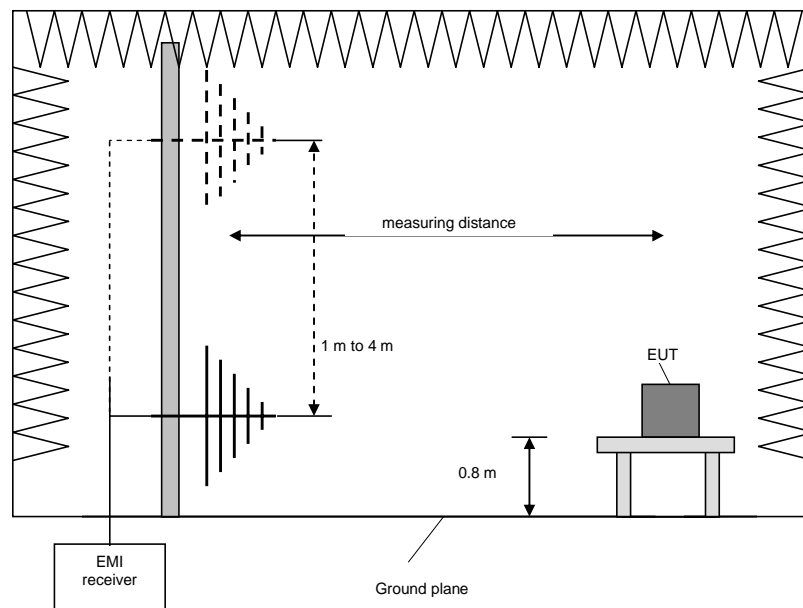 measuring distance
1 m to 4 m
EUT
0.8 m
EMI
receiver
Ground plane